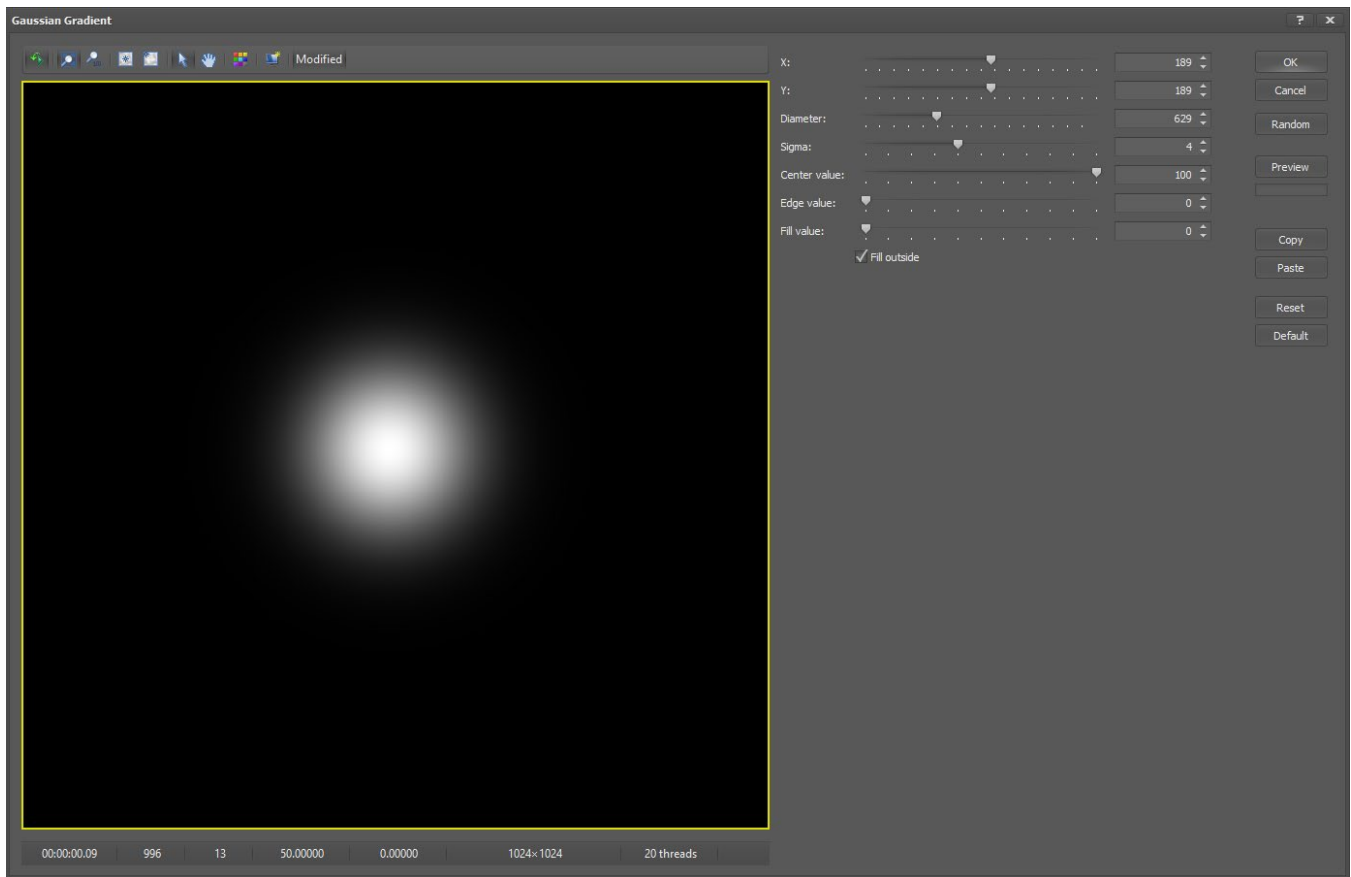 Gaussian Gradient
Modified
X: 189
Y: 189
Diameter: 629
Sigma: 4
Center value: 100
Edge value: 0
Fill value: 0
Fill outside
OK
Cancel
Random
Preview
Copy
Paste
Reset
Default
00:00:00.09 996 13 50.00000 0.00000 1024×1024 20 threads